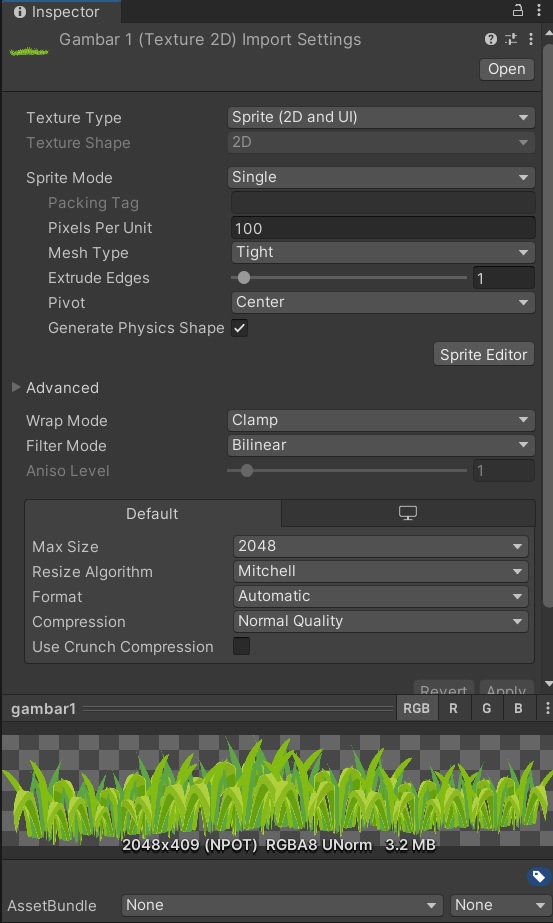 Inspector
Gambar 1 (Texture 2D) Import Settings
Open
Texture Type Sprite (2D and UI)
Texture Shape 2D
Sprite Mode Single
Packing Tag
Pixels Per Unit 100
Mesh Type Tight
Extrude Edges 1
Pivot Center
Generate Physics Shape
Sprite Editor
Advanced
Wrap Mode Clamp
Filter Mode Bilinear
Aniso Level 1
Default
Max Size 2048
Resize Algorithm Mitchell
Format Automatic
Compression Normal Quality
Use Crunch Compression
Revert Apply
gambar1 RGB R G B
2048x409 (NPOT) RGBA8 UNorm 3.2 MB
AssetBundle None None